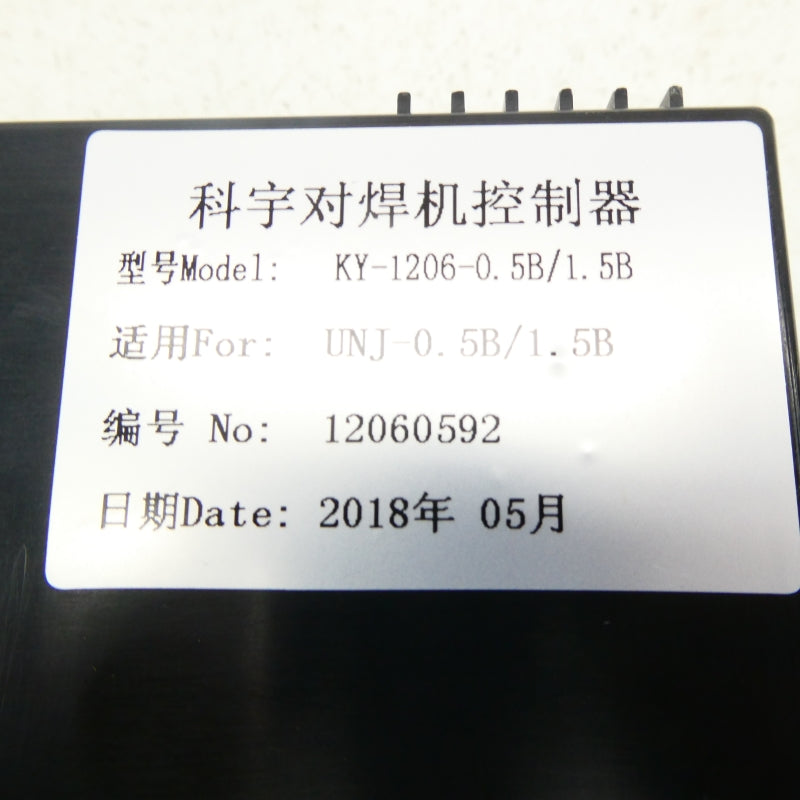 科宇对焊机控制器
型号Model: KY-1206-0.5B/1.5B
适用For: UNJ-0.5B/1.5B
编号 No: 12060592
日期Date: 2018年 05月